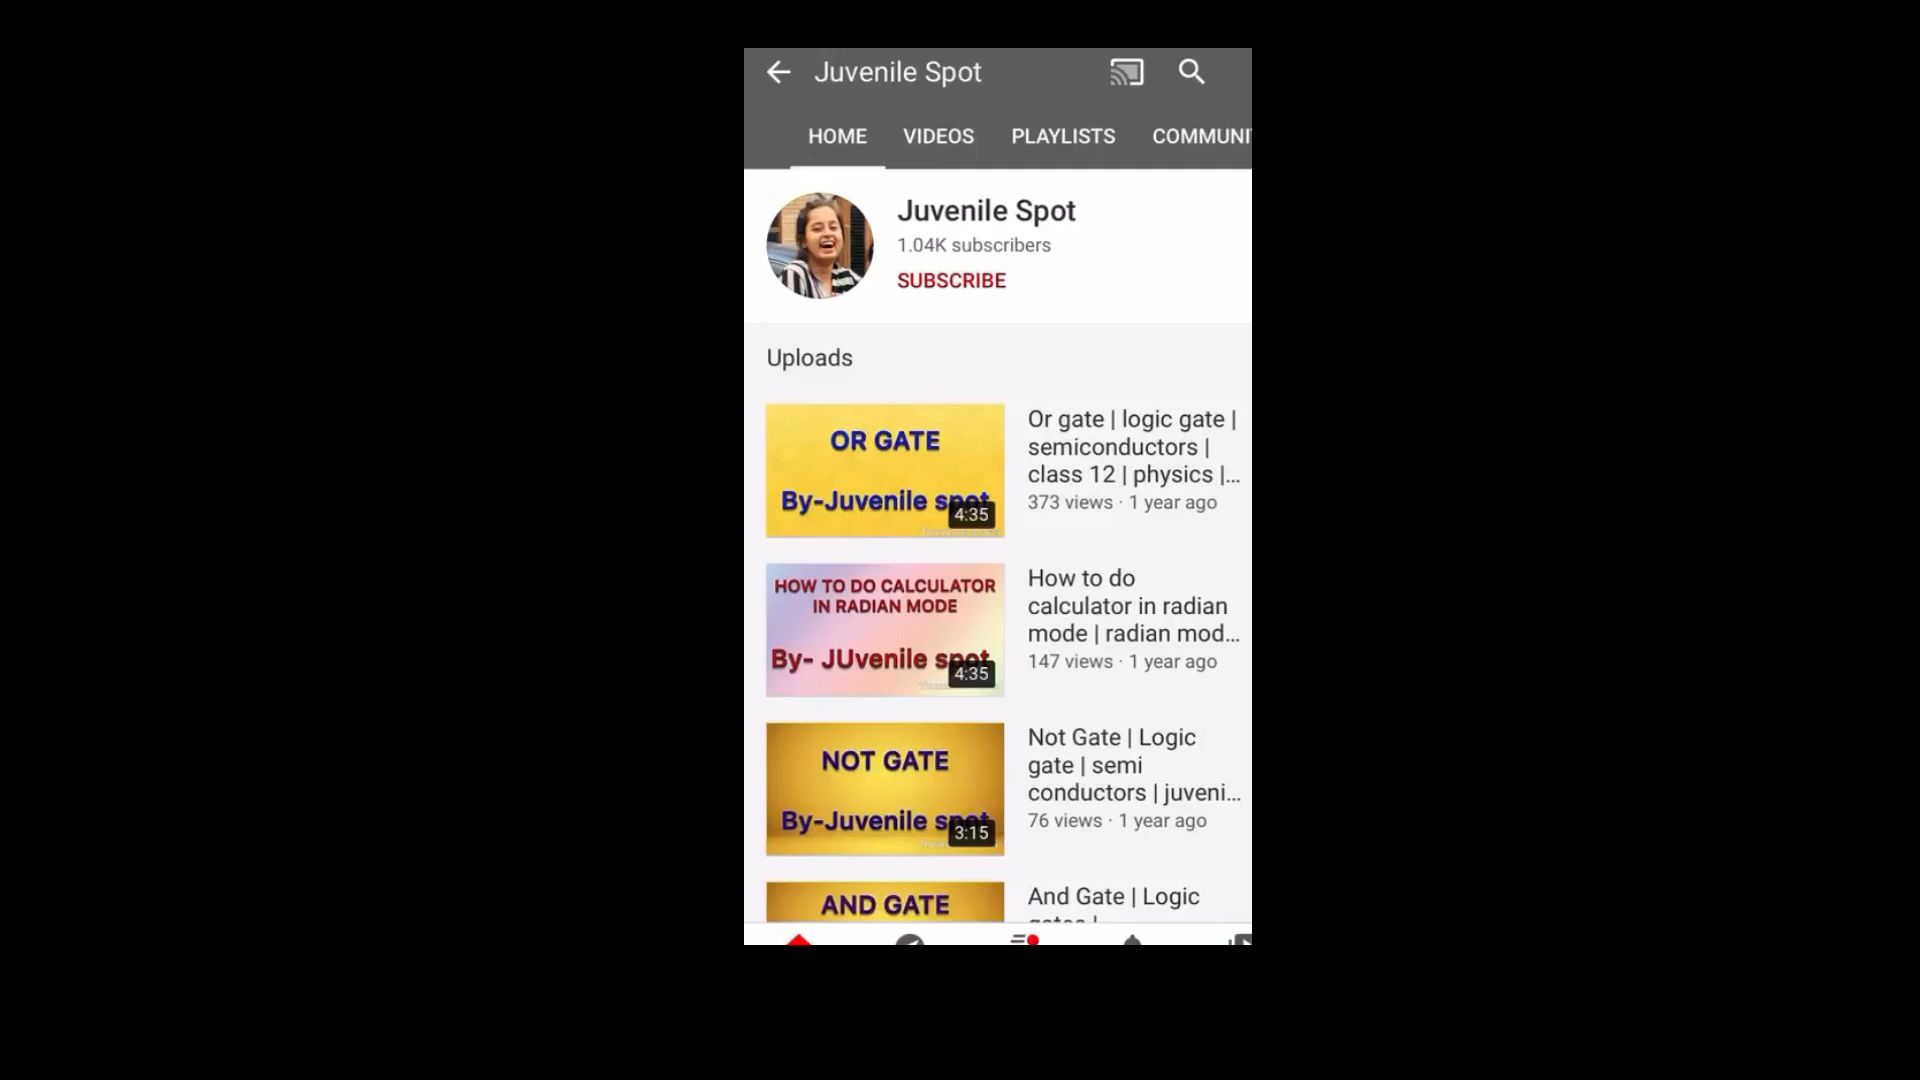 Juvenile Spot
HOME VIDEOS PLAYLISTS COMMUNI
Juvenile Spot
1.04K subscribers
SUBSCRIBE
Uploads
OR GATE
By-Juvenile spot
4:35
Or gate | logic gate |
semiconductors |
class 12 | physics |...
373 views · 1 year ago
HOW TO DO CALCULATOR
IN RADIAN MODE
By- JUvenile spot
4:35
How to do
calculator in radian
mode | radian mod...
147 views · 1 year ago
NOT GATE
By-Juvenile spot
3:15
Not Gate | Logic
gate | semi
conductors | juveni...
76 views · 1 year ago
AND GATE
And Gate | Logic
gates |